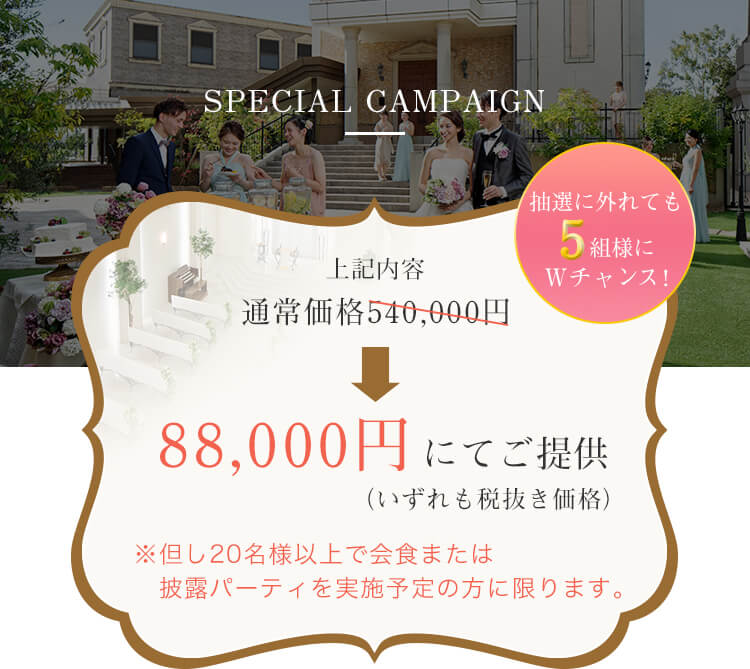 SPECIAL CAMPAIGN
抽選に外れても
5組様に
Wチャンス!
上記内容
通常価格540,000円
88,000円にてご提供
(いずれも税抜き価格)
※但し20名様以上で会食または
披露パーティを実施予定の方に限ります。